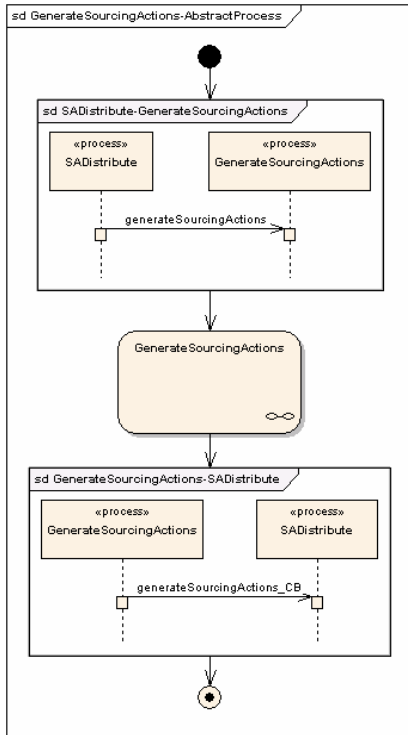 sd GenerateSourcingActions-AbstractProcess
sd SADistribute-GenerateSourcingActions
«process»
SADistribute
«process»
GenerateSourcingActions
generateSourcingActions
GenerateSourcingActions
sd GenerateSourcingActions-SADistribute
«process»
GenerateSourcingActions
«process»
SADistribute
generateSourcingActions_CB